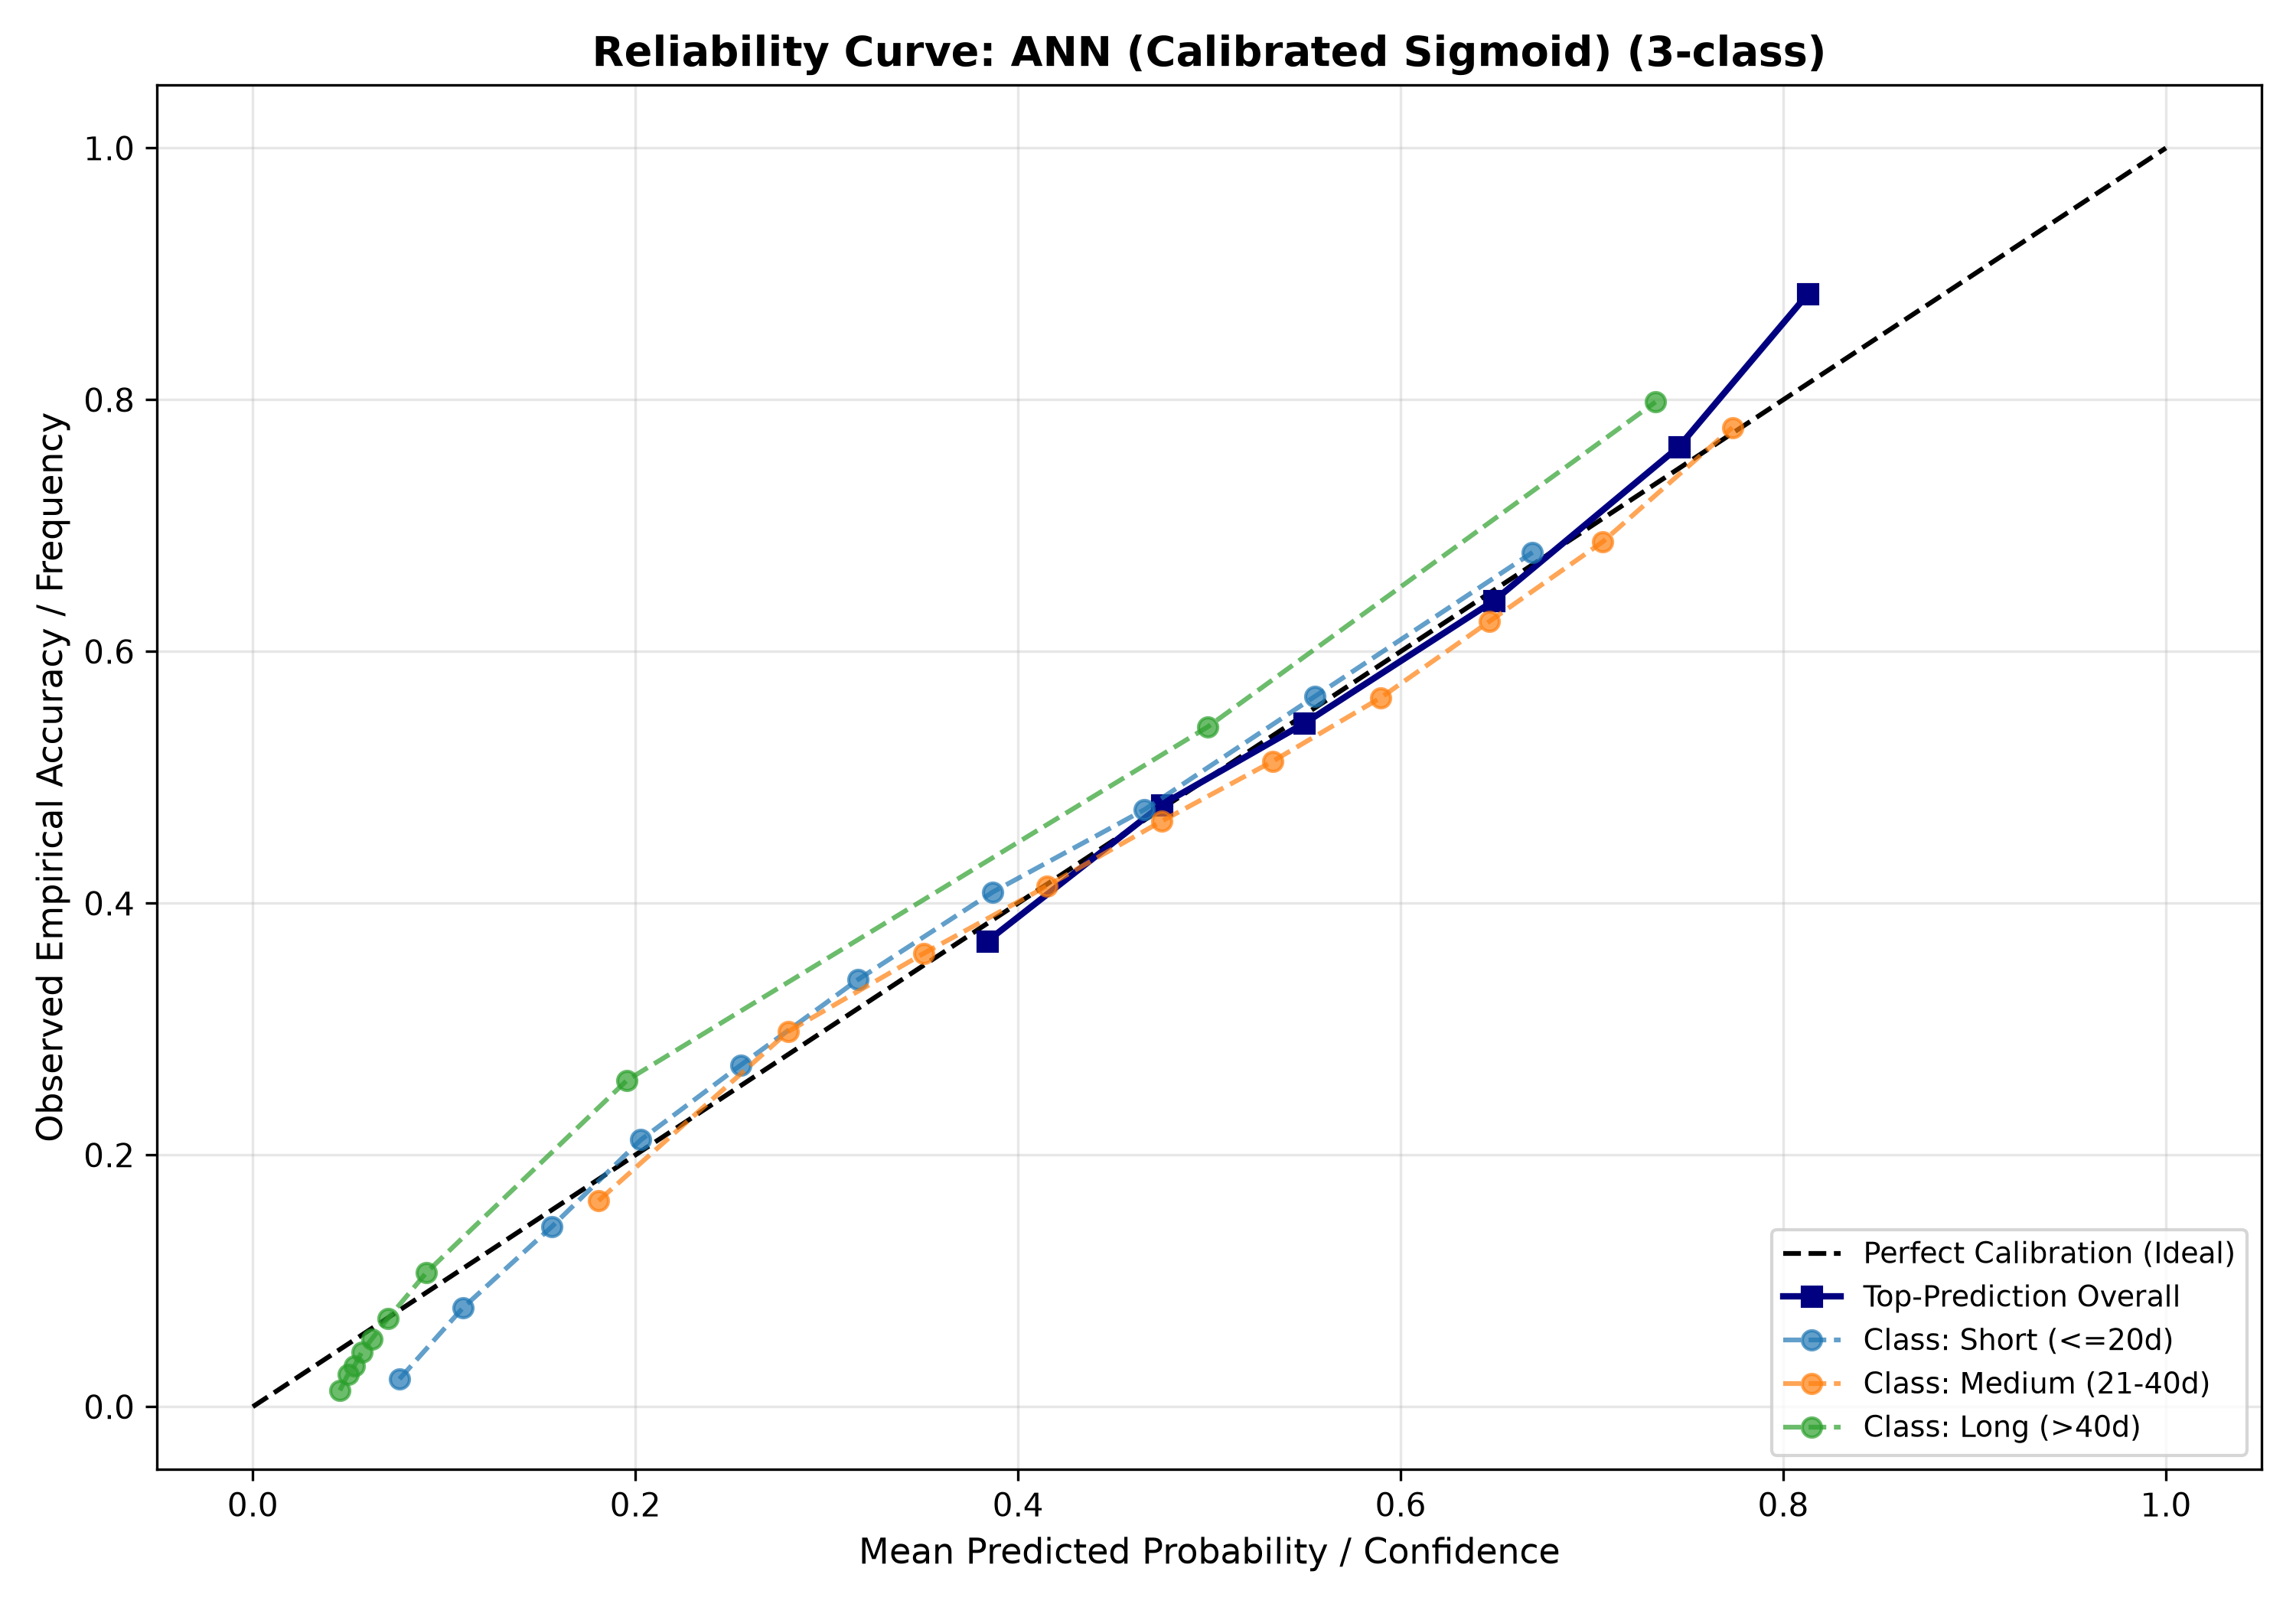 Reliability Curve: ANN (Calibrated Sigmoid) (3-class)
Observed Empirical Accuracy / Frequency
1.0
0.8
0.6
0.4
0.2
0.0
Perfect Calibration (Ideal)
Top-Prediction Overall
Class: Short (<=20d)
Class: Medium (21-40d)
Class: Long (>40d)
0.0 0.2 0.4 0.6 0.8 1.0
Mean Predicted Probability / Confidence